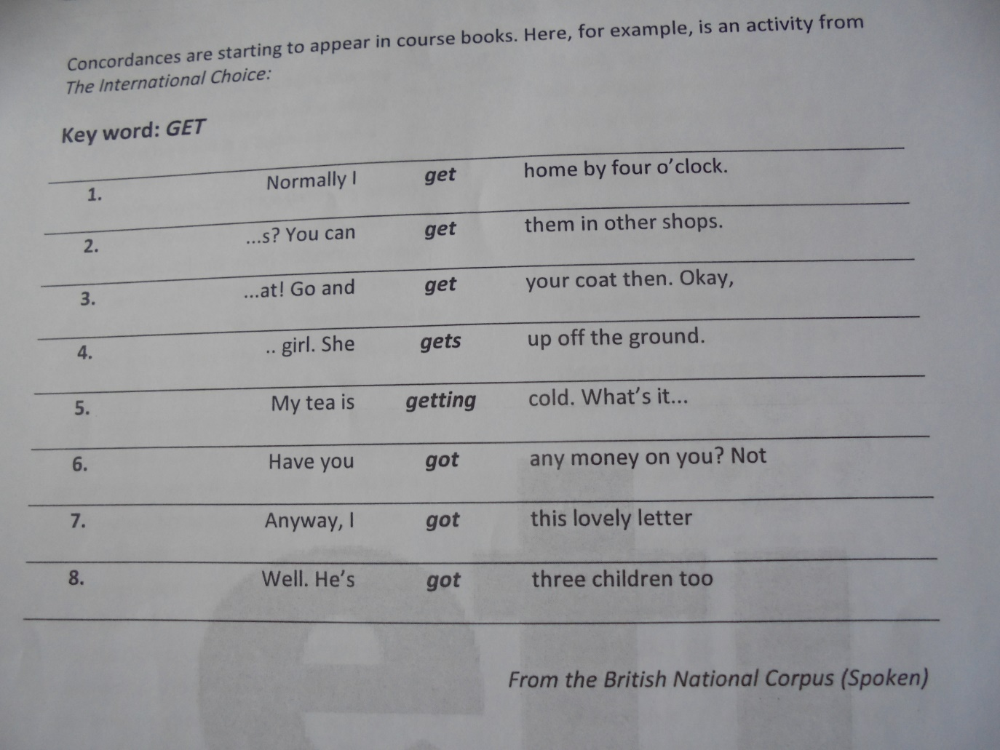 Concordances are starting to appear in course books. Here, for example, is an activity from
The International Choice:
Key word: GET
1. Normally I get home by four o’clock.
2. ...s? You can get them in other shops.
3. ...at! Go and get your coat then. Okay,
4. .. girl. She gets up off the ground.
5. My tea is getting cold. What’s it...
6. Have you got any money on you? Not
7. Anyway, I got this lovely letter
8. Well. He’s got three children too
From the British National Corpus (Spoken)